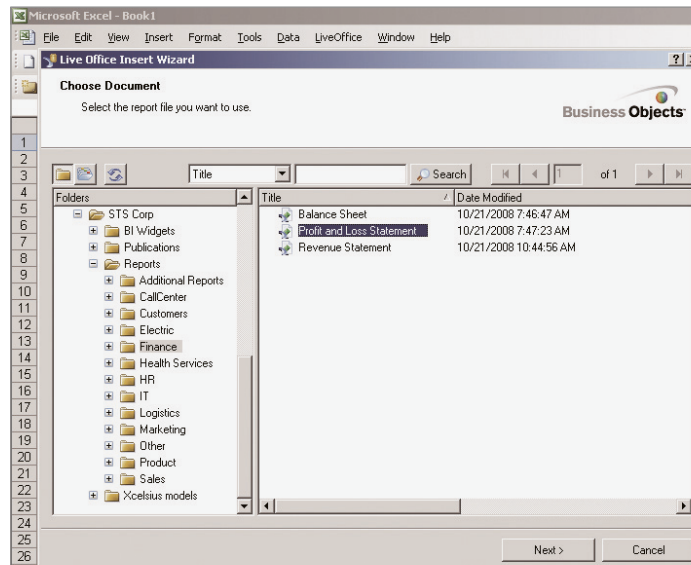 Microsoft Excel - Book1
File Edit View Insert Format Tools Data LiveOffice Window Help
Live Office Insert Wizard
?
Choose Document
Select the report file you want to use.
Business Objects
Title
Search
1 of 1
Folders
Title Date Modified
STS Corp
BI Widgets
Publications
Reports
Additional Reports
CallCenter
Customers
Electric
Finance
Health Services
HR
IT
Logistics
Marketing
Other
Product
Sales
Xcelsius models
Balance Sheet 10/21/2008 7:46:47 AM
Profit and Loss Statement 10/21/2008 7:47:23 AM
Revenue Statement 10/21/2008 10:44:56 AM
1
2
3
4
5
6
7
8
9
10
11
12
13
14
15
16
17
18
19
20
21
22
23
24
25
26
Next >
Cancel